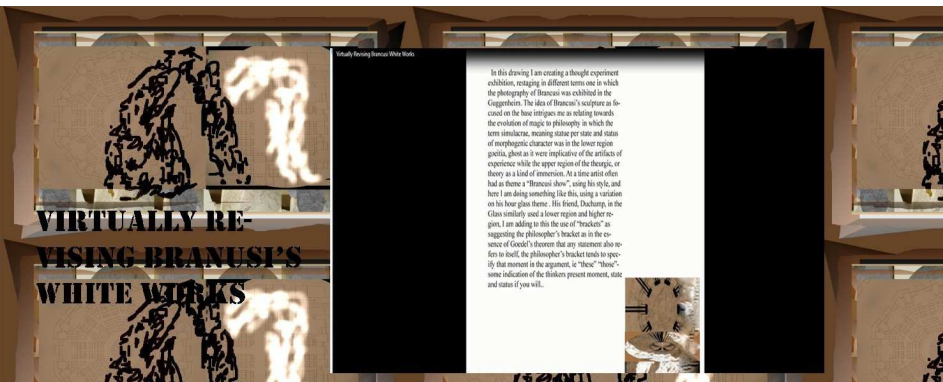 VIRTUALLY RE-
VISING BRANUSI'S
WHITE WORKS
Virtually Revising Brancusi White Works
In this drawing I am creating a thought experiment
exhibition, restaging in different terms one in which
the photography of Brancusi was exhibited in the
Guggenheim. The idea of Brancusi's sculpture as fo-
cused on the base intrigues me as relating towards
the evolution of magic to philosophy in which the
term simulacrae, meaning statue per state and status
of morphogenic character was in the lower region
goeitia, ghost as it were implicative of the artifacts of
experience while the upper region of the theurgic, or
theory as a kind of immersion. At a time artist often
had as theme a "Brancusi show", using his style, and
here I am doing something like this, using a variation
on his hour glass theme . His friend, Duchamp, in the
Glass similarly used a lower region and higher re-
gion, I am adding to this the use of "brackets" as
suggesting the philosopher's bracket as in the es-
sence of Goedel's theorem that any statement also re-
fers to itself, the philosopher's bracket tends to spec-
ify that moment in the argument, ie "these" "those"-
some indication of the thinkers present moment, state
and status if you will..